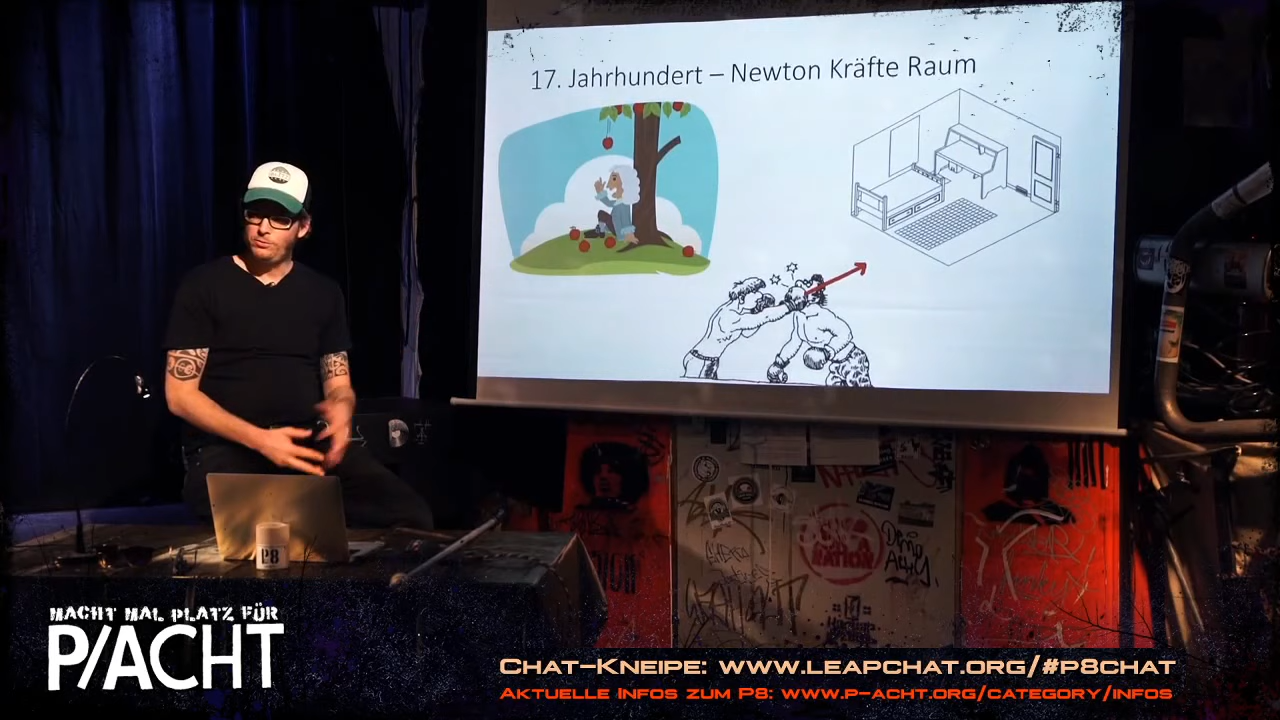 17. Jahrhundert – Newton Kräfte Raum
P8
MACHT MAL PLATZ FÜR
P/ACHT
Chat-Kneipe: www.leapchat.org/#p8chat
Aktuelle Infos zum P8: www.p-acht.org/category/infos